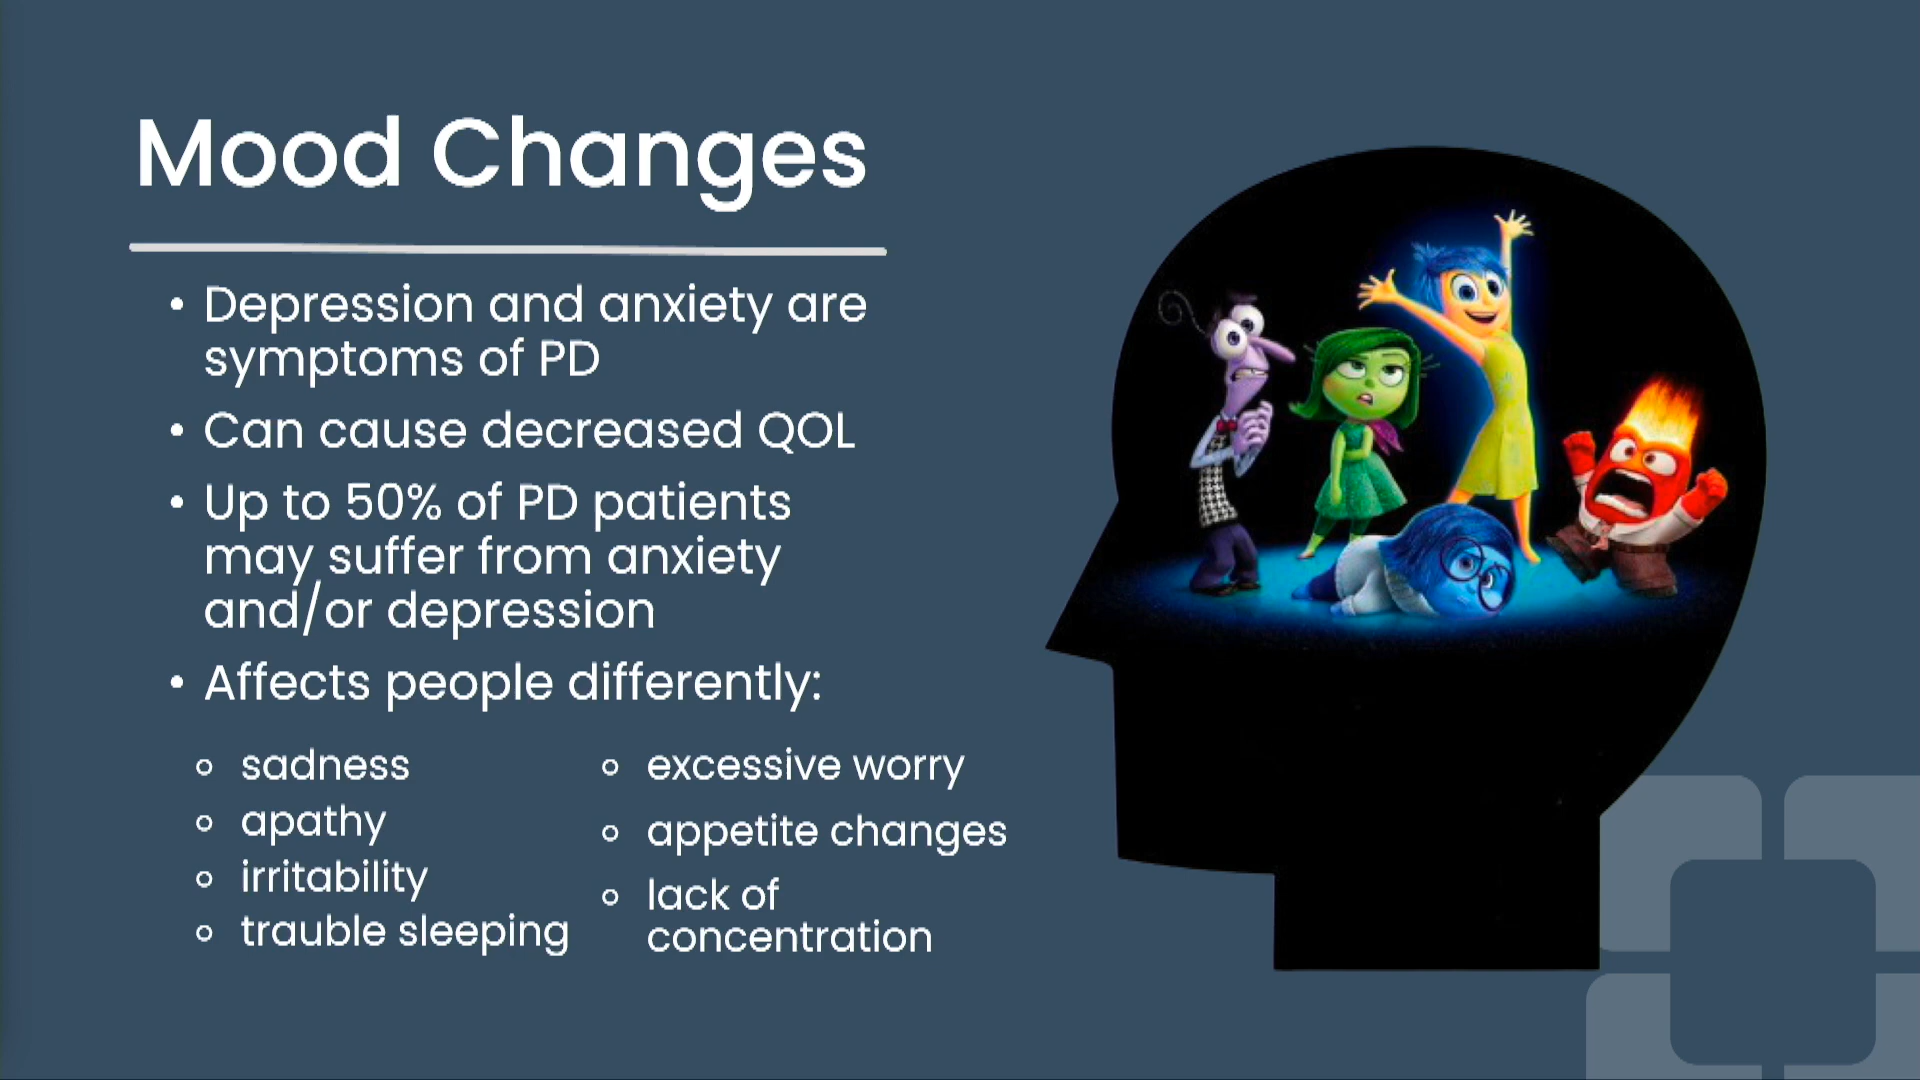 Mood Changes
• Depression and anxiety are
symptoms of PD
• Can cause decreased QOL
• Up to 50% of PD patients
may suffer from anxiety
and/or depression
• Affects people differently:
○ sadness
○ apathy
○ irritability
○ trauble sleeping
○ excessive worry
○ appetite changes
○ lack of
concentration